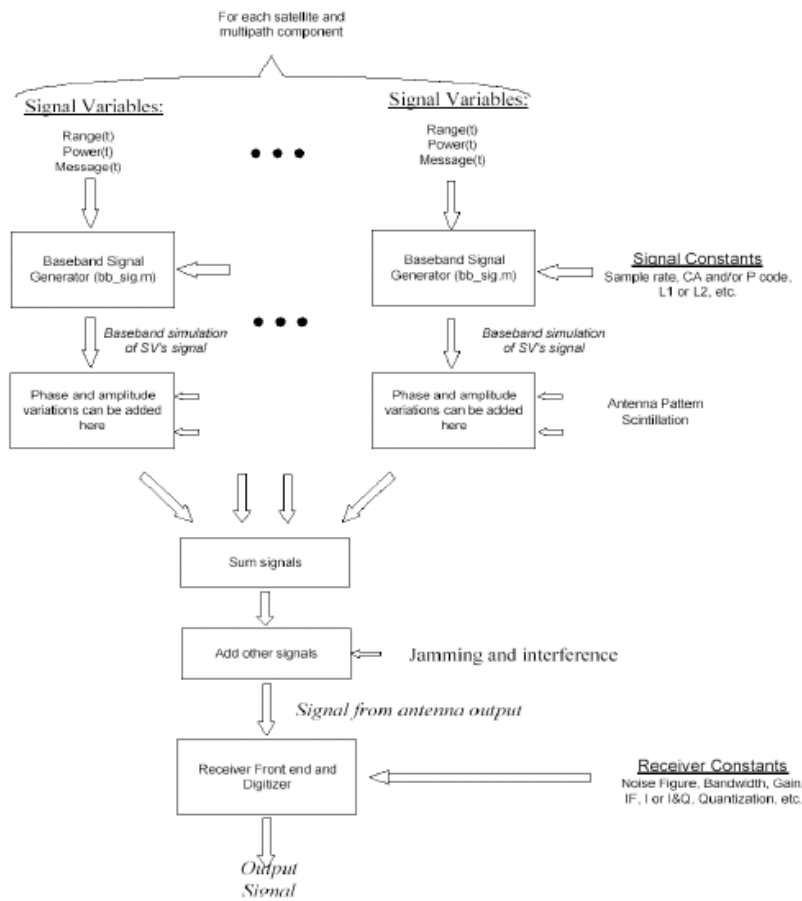 For each satellite and
multipath component
Signal Variables:
Range(t)
Power(t)
Message(t)
Signal Variables:
Range(t)
Power(t)
Message(t)
Baseband Signal
Generator (bb_sig.m)
Baseband Signal
Generator (bb_sig.m)
Signal Constants
Sample rate, CA and/or P code,
L1 or L2, etc.
Baseband simulation
of SV's signal
Baseband simulation
of SV's signal
Phase and amplitude
variations can be added
here
Phase and amplitude
variations can be added
here
Antenna Pattern
Scintillation
Sum signals
Add other signals
Jamming and interference
Signal from antenna output
Receiver Front end and
Digitizer
Receiver Constants
Noise Figure, Bandwidth, Gain,
IF, I or I&Q, Quantization, etc.
Output
Signal